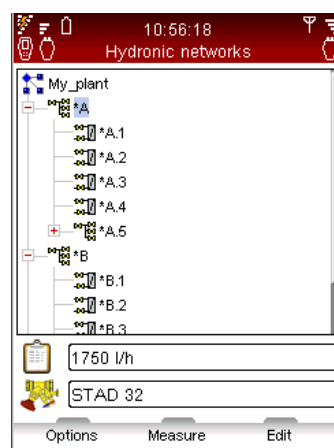 10:56:18
Hydronic networks
My_plant
*A
*A.1
*A.2
*A.3
*A.4
*A.5
*B
*B.1
*B.2
*B.3
1750 l/h
STAD 32
Options Measure Edit